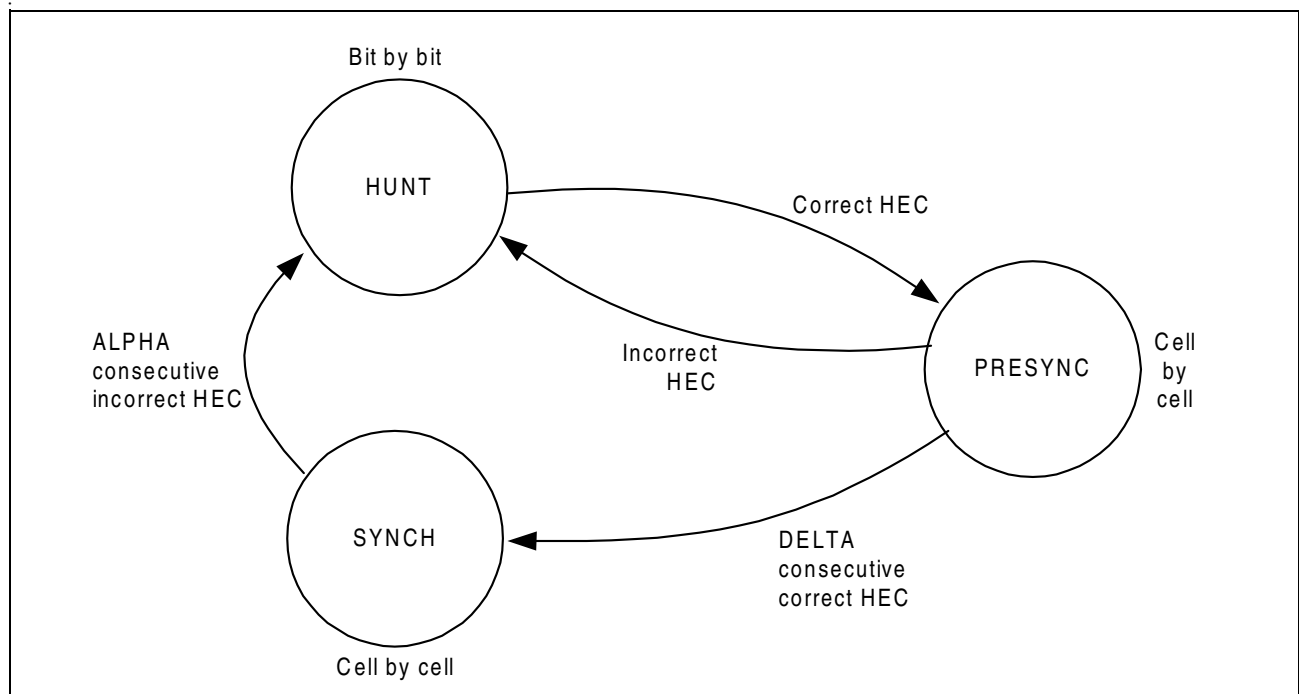 Bit by bit
HUNT
Correct HEC
Incorrect
HEC
ALPHA
consecutive
incorrect HEC
PRESYNC
Cell
by
cell
SYNCH
DELTA
consecutive
correct HEC
Cell by cell